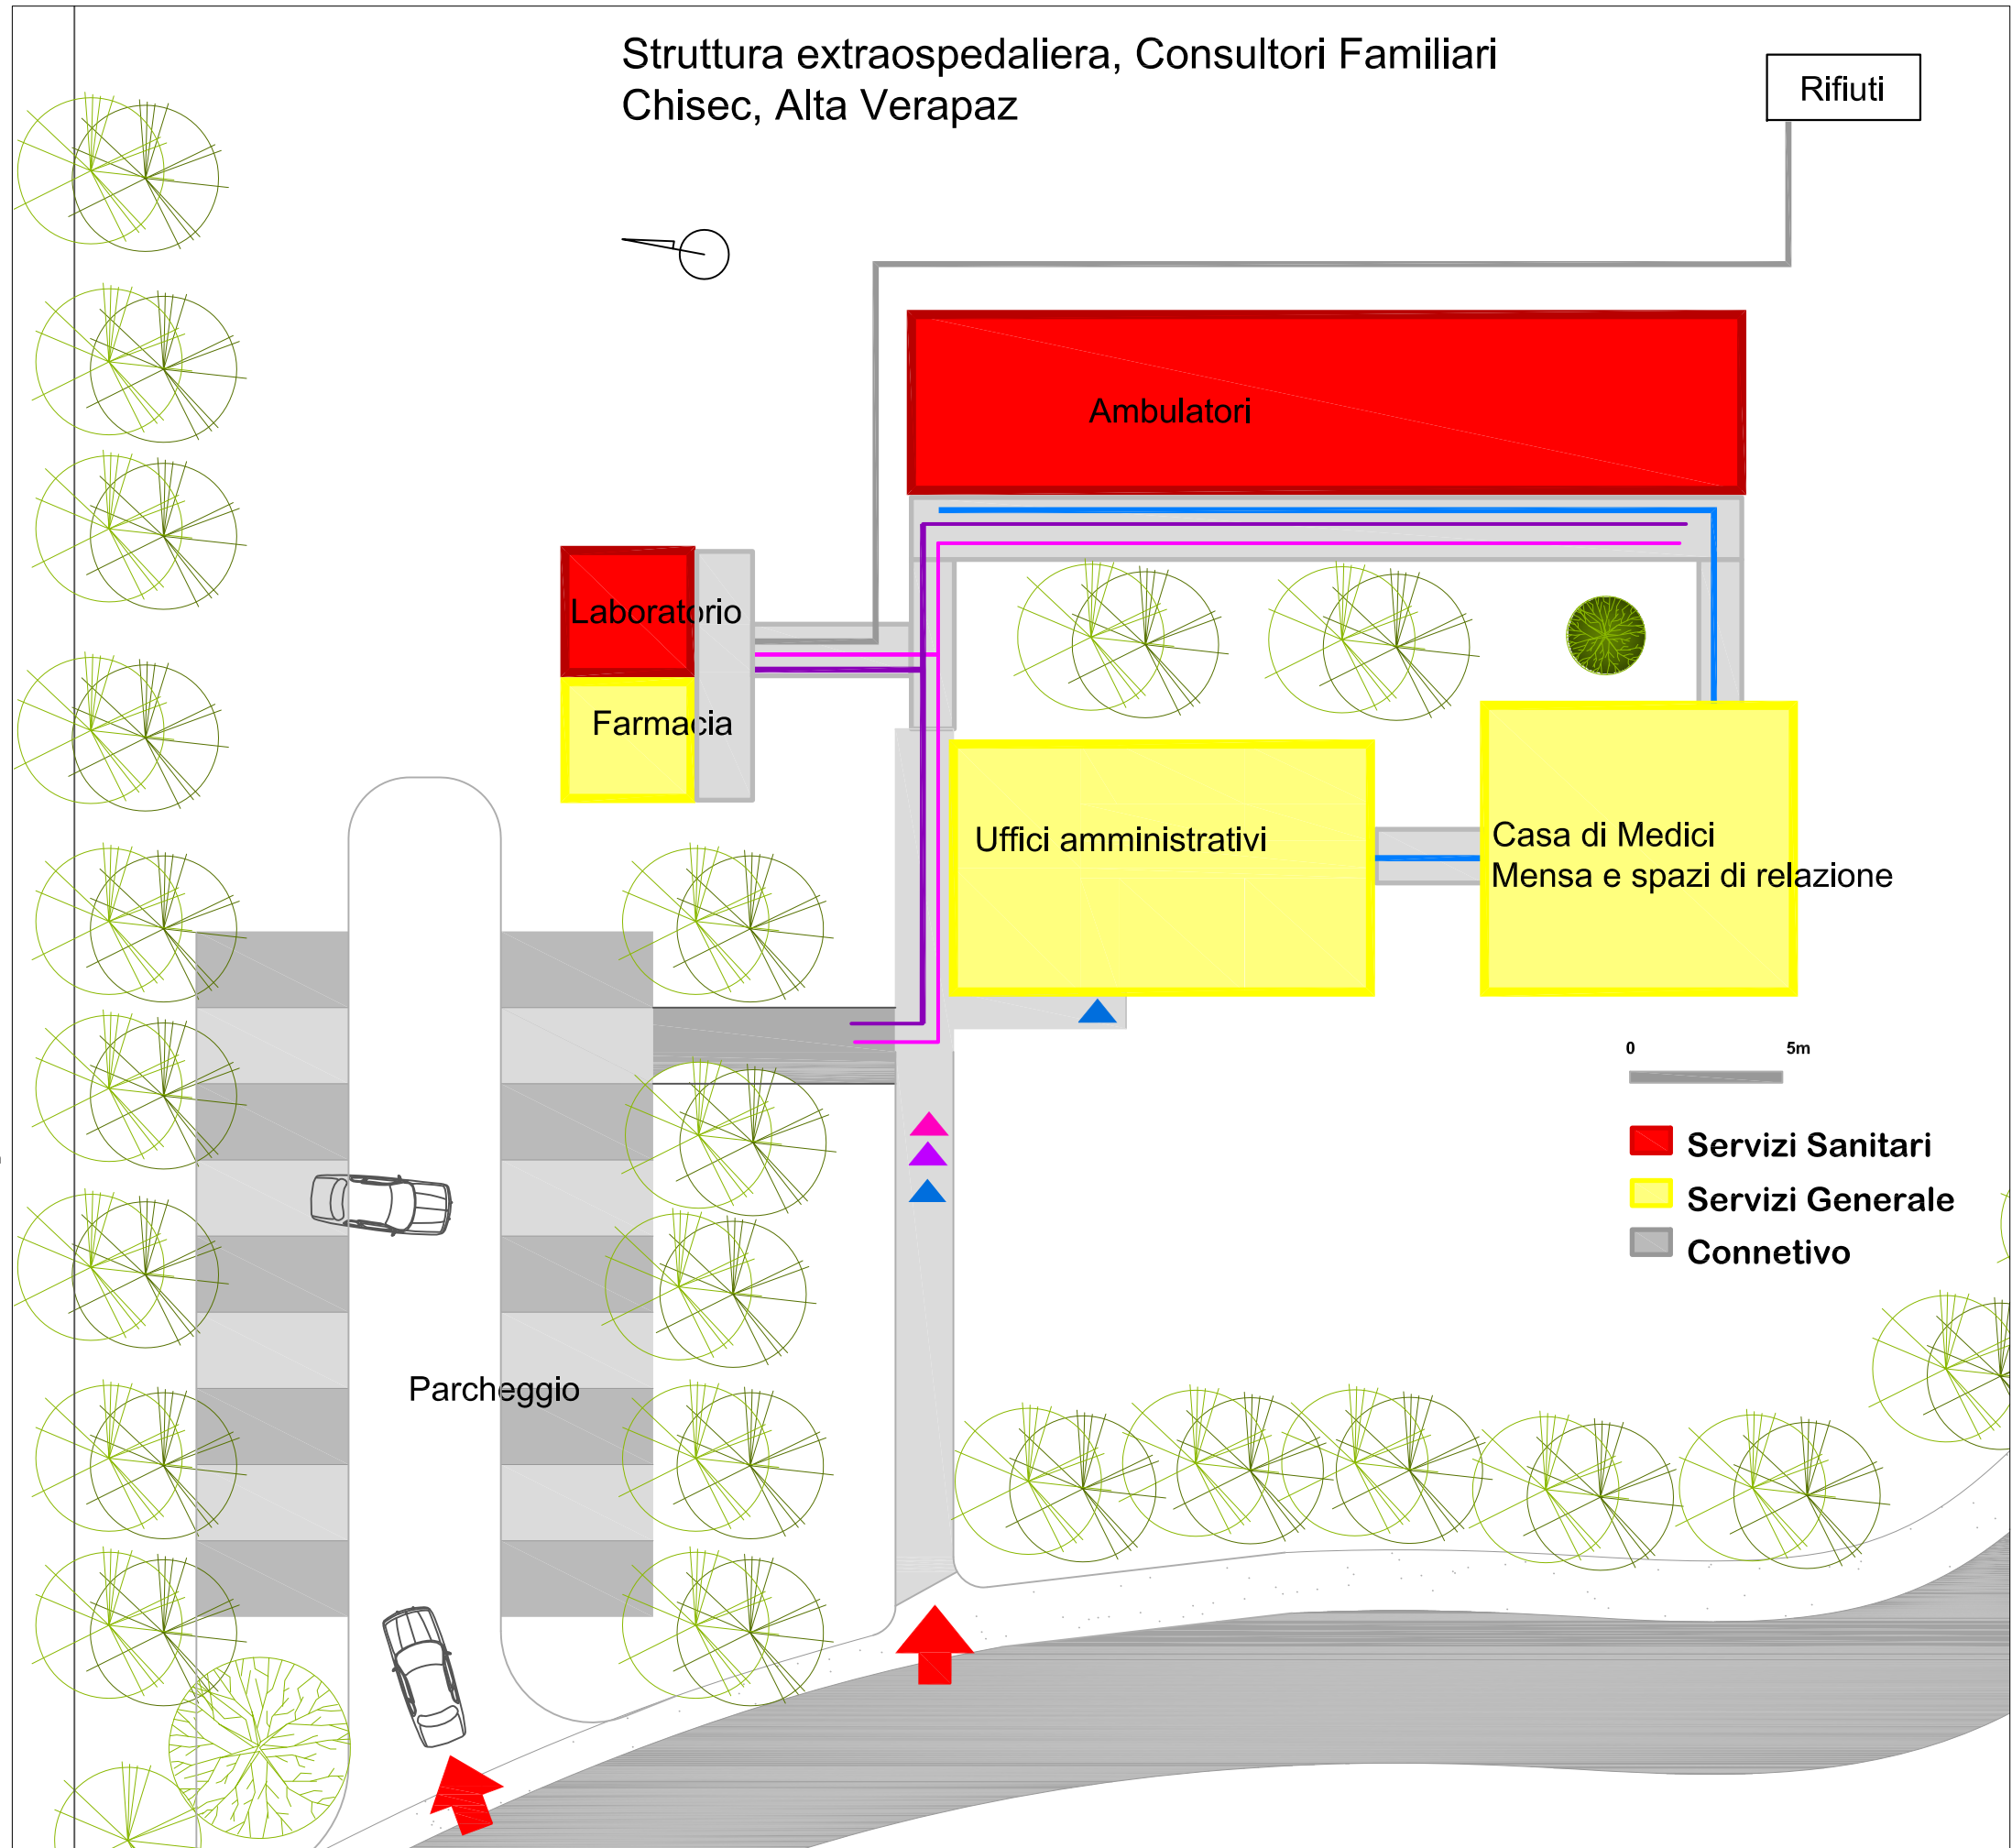 Struttura extraospedaliera, Consultori Familiari
Chisec, Alta Verapaz
Rifiuti
Ambulatori
Laboratorio
Farmacia
Uffici amministrativi
Casa di Medici
Mensa e spazi di relazione
0 5m
Servizi Sanitari
Servizi Generale
Connetivo
Parcheggio